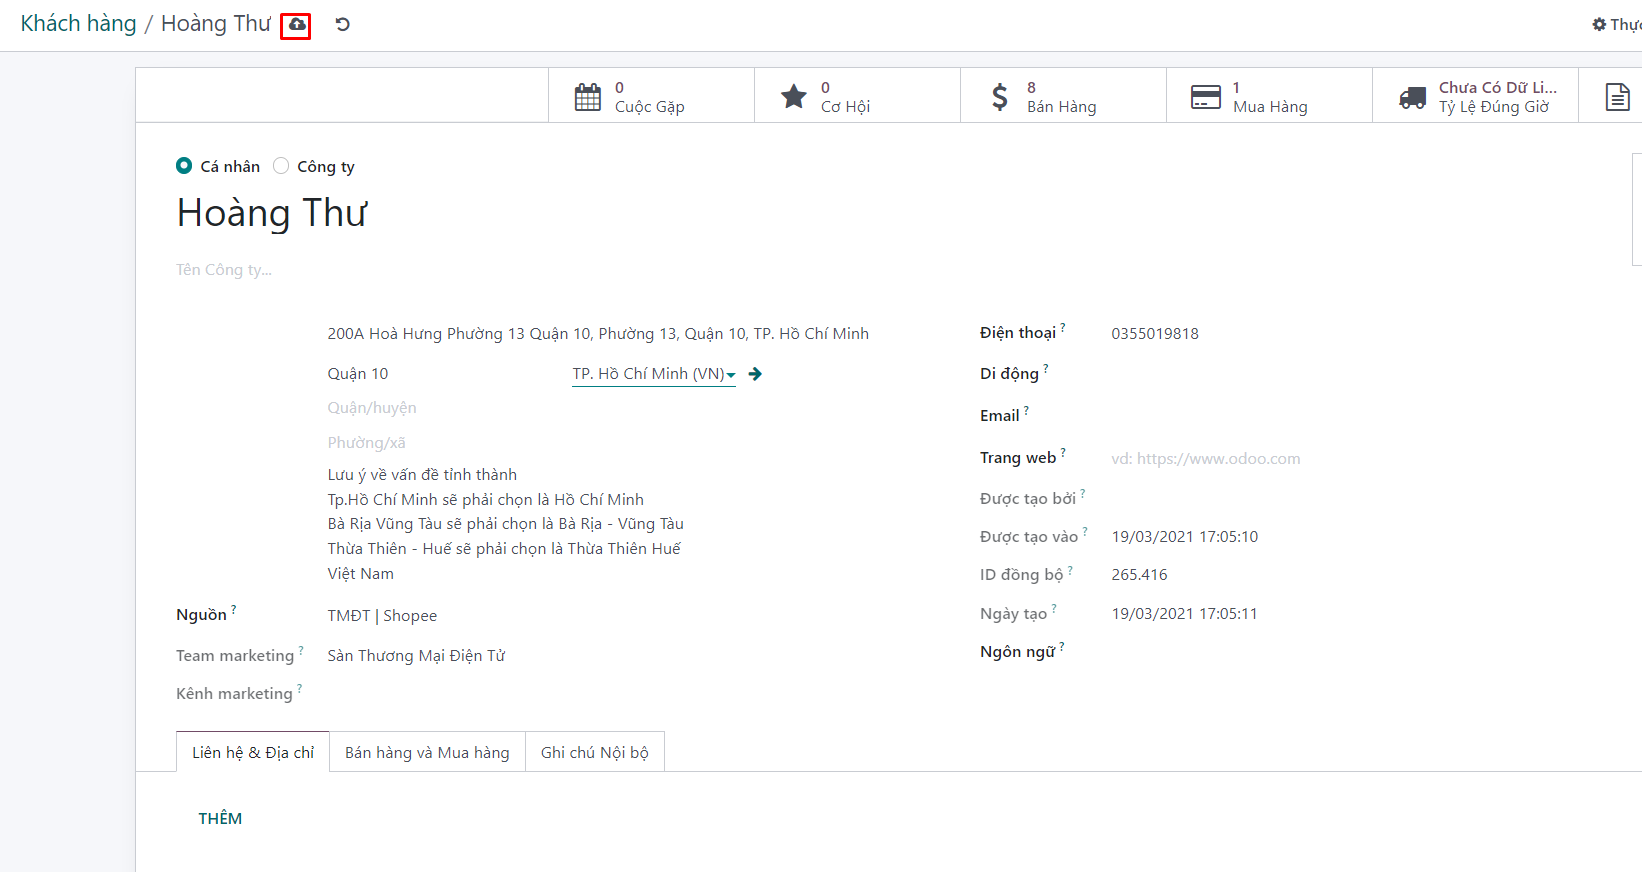 Khách hàng / Hoàng Thư
0
Cuộc Gặp
0
Cơ Hội
8
Bán Hàng
1
Mua Hàng
Chưa Có Dữ Li...
Tỷ Lệ Đúng Giờ
Cá nhân Công ty
Hoàng Thư
Tên Công ty...
200A Hoà Hưng Phường 13 Quận 10, Phường 13, Quận 10, TP. Hồ Chí Minh
Quận 10 TP. Hồ Chí Minh (VN)
Quận/huyện
Phường/xã
Lưu ý về vấn đề tỉnh thành
Tp.Hồ Chí Minh sẽ phải chọn là Hồ Chí Minh
Bà Rịa Vũng Tàu sẽ phải chọn là Bà Rịa - Vũng Tàu
Thừa Thiên - Huế sẽ phải chọn là Thừa Thiên Huế
Việt Nam
Nguồn ? TMĐT | Shopee
Team marketing ? Sàn Thương Mại Điện Tử
Kênh marketing ?
Điện thoại ? 0355019818
Di động ?
Email ?
Trang web ? vd: https://www.odoo.com
Được tạo bởi ?
Được tạo vào ? 19/03/2021 17:05:10
ID đồng bộ ? 265.416
Ngày tạo ? 19/03/2021 17:05:11
Ngôn ngữ ?
Liên hệ & Địa chỉ Bán hàng và Mua hàng Ghi chú Nội bộ
THÊM